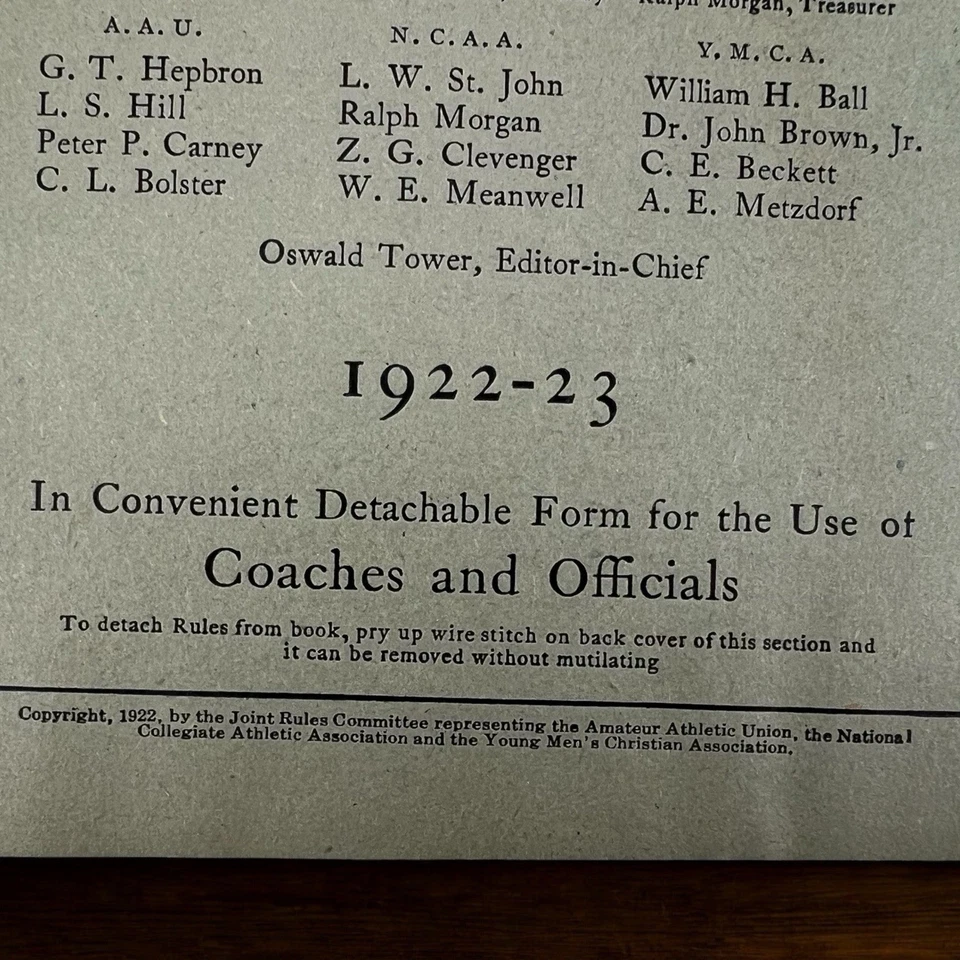 Ralph Morgan, Treasurer
A. A. U.
G. T. Hepbron
L. S. Hill
Peter P. Carney
C. L. Bolster
N. C. A. A.
L. W. St. John
Ralph Morgan
Z. G. Clevenger
W. E. Meanwell
Y. M. C. A.
William H. Ball
Dr. John Brown, Jr.
C. E. Beckett
A. E. Metzdorf
Oswald Tower, Editor-in-Chief
1922-23
In Convenient Detachable Form for the Use of
Coaches and Officials
To detach Rules from book, pry up wire stitch on back cover of this section and
it can be removed without mutilating
Copyright, 1922, by the Joint Rules Committee representing the Amateur Athletic Union, the National
Collegiate Athletic Association and the Young Men's Christian Association.